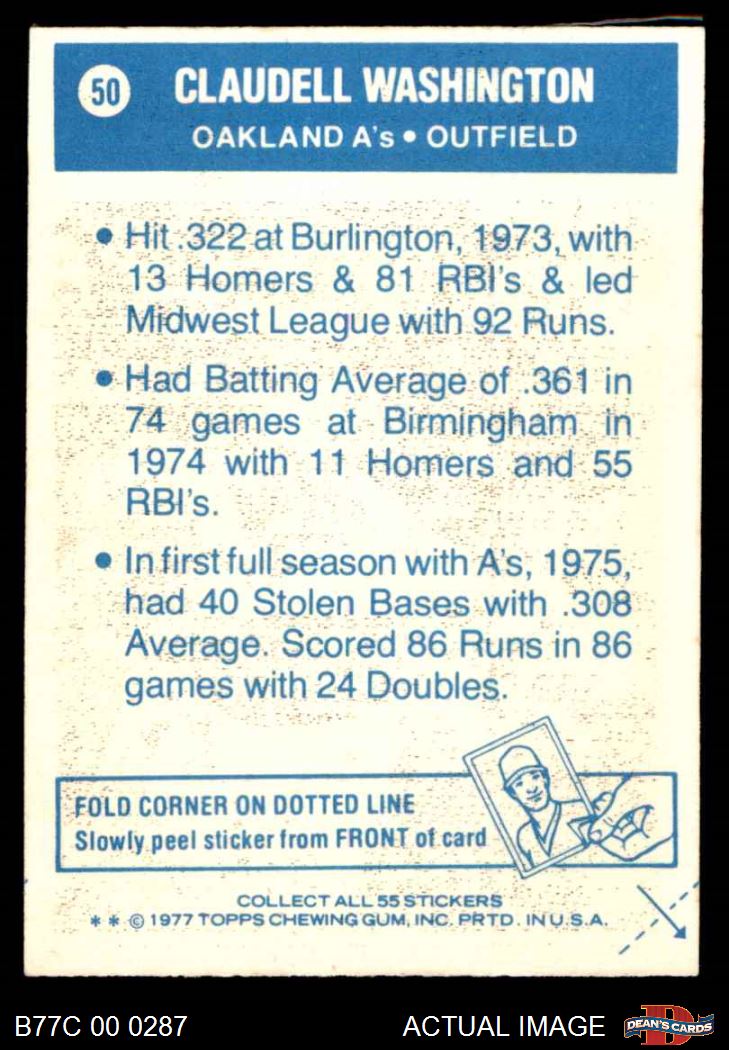 50
CLAUDELL WASHINGTON
OAKLAND A's • OUTFIELD
• Hit .322 at Burlington, 1973, with
13 Homers & 81 RBI's & led
Midwest League with 92 Runs.
• Had Batting Average of .361 in
74 games at Birmingham in
1974 with 11 Homers and 55
RBI's.
• In first full season with A's, 1975,
had 40 Stolen Bases with .308
Average. Scored 86 Runs in 86
games with 24 Doubles.
FOLD CORNER ON DOTTED LINE
Slowly peel sticker from FRONT of card
COLLECT ALL 55 STICKERS
* * © 1977 TOPPS CHEWING GUM, INC. PRTD. IN U.S.A.
B77C 00 0287
ACTUAL IMAGE
D
DEAN'S CARDS